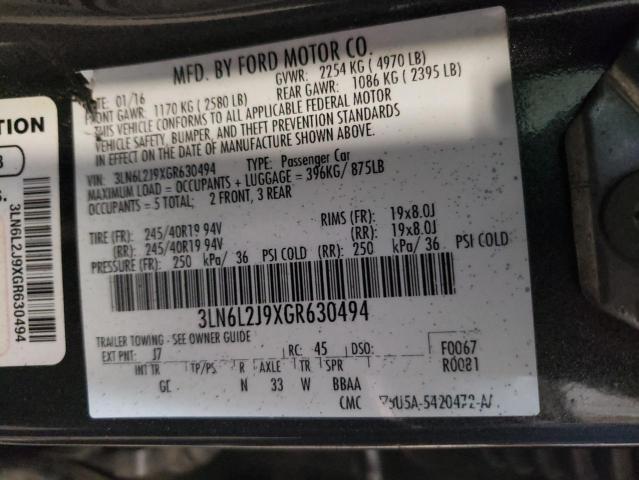 MFD. BY FORD MOTOR CO.
01/16 GVWR: 2254 KG ( 4970 LB)
FRONT GAWR: 1170 KG ( 2580 LB) REAR GAWR: 1086 KG ( 2395 LB)
THIS VEHICLE CONFORMS TO ALL APPLICABLE FEDERAL MOTOR
VEHICLE SAFETY, BUMPER, AND THEFT PREVENTION STANDARDS
IN EFFECT ON THE DATE OF MANUFACTURE SHOWN ABOVE.
VIN: 3LN6L2J9XGR630494 TYPE: Passenger Car
MAXIMUM LOAD = OCCUPANTS + LUGGAGE = 396KG/ 875LB
OCCUPANTS = 5 TOTAL; 2 FRONT, 3 REAR
TIRE (FR): 245/40R19 94V RIMS (FR): 19x8.0J
(RR): 245/40R19 94V (RR): 19x8.0J
PRESSURE (FR): 250 kPa/ 36 PSI COLD (RR): 250 kPa/ 36 PSI COLD
3LN6L2J9XGR630494
TRAILER TOWING - SEE OWNER GUIDE
EXT PNT: J7 RC: 45 DSO: F0067
R0081
INT TR TP/PS R AXLE TR SPR
GC N 33 W BBAA
CMC
TION
3LN6L2J9XGR630494